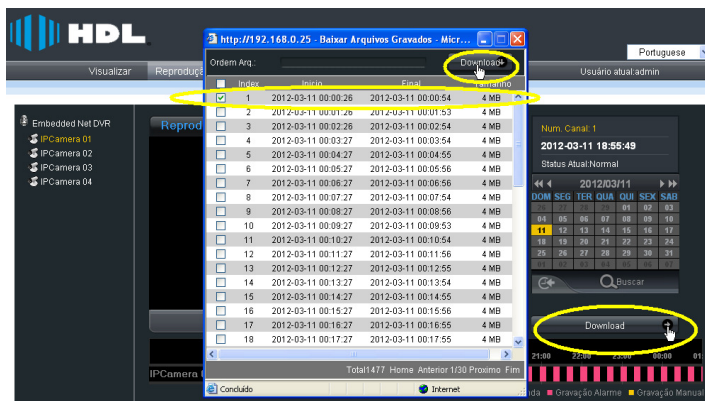 HDL
http://192.168.0.25 - Baixar Arquivos Gravados - Micr...
Portuguese
Visualizar
Reproduç
Usuário atual:admin
Ordem Arq.:
Download
Index Inicio Final Tamanho
1 2012-03-11 00:00:26 2012-03-11 00:00:54 4 MB
2 2012-03-11 00:01:26 2012-03-11 00:01:53 4 MB
3 2012-03-11 00:02:26 2012-03-11 00:02:54 4 MB
4 2012-03-11 00:03:27 2012-03-11 00:03:54 4 MB
5 2012-03-11 00:04:27 2012-03-11 00:04:55 4 MB
6 2012-03-11 00:05:27 2012-03-11 00:05:56 4 MB
7 2012-03-11 00:06:27 2012-03-11 00:06:56 4 MB
8 2012-03-11 00:07:27 2012-03-11 00:07:54 4 MB
9 2012-03-11 00:08:27 2012-03-11 00:08:56 4 MB
10 2012-03-11 00:09:27 2012-03-11 00:09:53 4 MB
11 2012-03-11 00:10:27 2012-03-11 00:10:54 4 MB
12 2012-03-11 00:11:27 2012-03-11 00:11:56 4 MB
13 2012-03-11 00:12:27 2012-03-11 00:12:55 4 MB
14 2012-03-11 00:13:27 2012-03-11 00:13:54 4 MB
15 2012-03-11 00:14:27 2012-03-11 00:14:55 4 MB
16 2012-03-11 00:15:27 2012-03-11 00:15:56 4 MB
17 2012-03-11 00:16:27 2012-03-11 00:16:55 4 MB
18 2012-03-11 00:17:27 2012-03-11 00:17:55 4 MB
Total1477 Home Anterior 1/30 Proximo Fim
Concluído
Internet
Embedded Net DVR
IPCamera 01
IPCamera 02
IPCamera 03
IPCamera 04
Reprod
IPCamera
Num. Canal: 1
2012-03-11 18:55:49
Status Atual:Normal
2012/03/11
DOM SEG TER QUA QUI SEX SAB
01 02 03
04 05 06 07 08 09 10
11 12 13 14 15 16 17
18 19 20 21 22 23 24
25 26 27 28 29 30 31
Buscar
Download
21:00 22:00 23:00 00:00 01:
da Gravação Alarme Gravação Manual